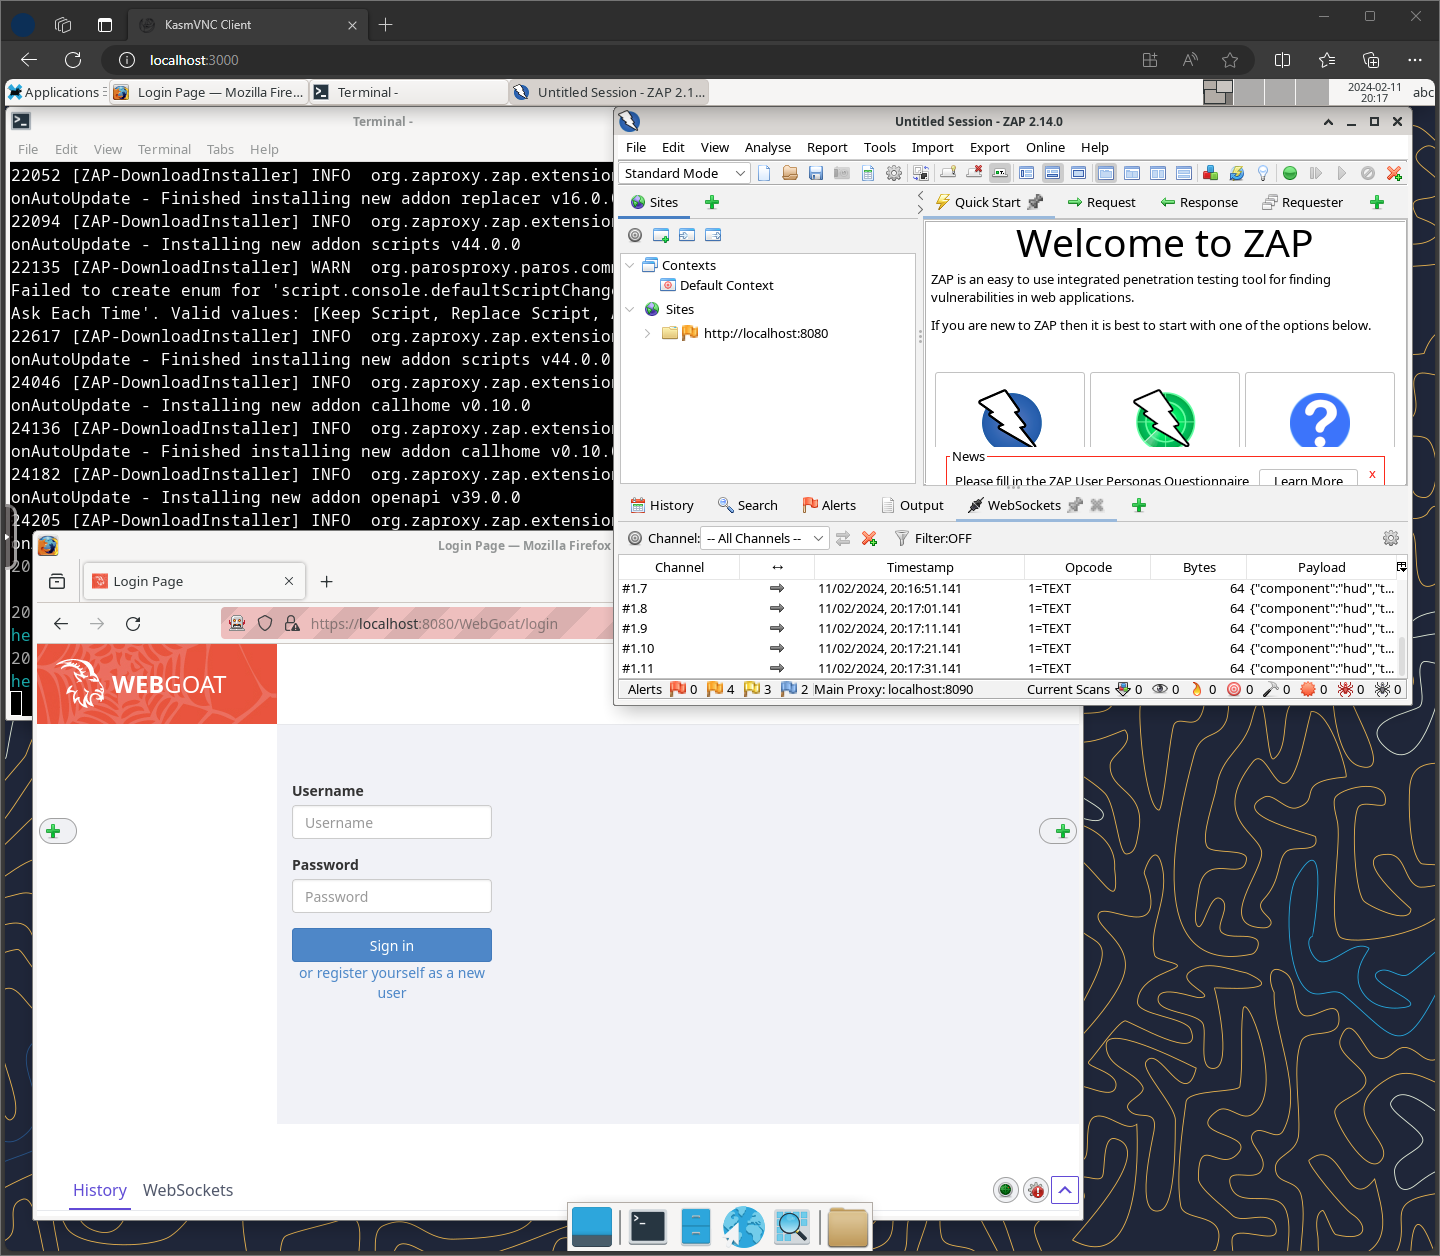 KasmVNC Client
localhost:3000
Applications
Login Page — Mozilla Fire...
Terminal -
Untitled Session - ZAP 2.1...
2024-02-11
20:17
abc
Terminal -
File Edit View Terminal Tabs Help
22052 [ZAP-DownloadInstaller] INFO  org.zaproxy.zap.extension
onAutoUpdate - Finished installing new addon replacer v16.0.
22094 [ZAP-DownloadInstaller] INFO  org.zaproxy.zap.extension
onAutoUpdate - Installing new addon scripts v44.0.0
22135 [ZAP-DownloadInstaller] WARN  org.parosproxy.paros.com
Failed to create enum for 'script.console.defaultScriptChang
Ask Each Time'. Valid values: [Keep Script, Replace Script,
22617 [ZAP-DownloadInstaller] INFO  org.zaproxy.zap.extension
onAutoUpdate - Finished installing new addon scripts v44.0.0
24046 [ZAP-DownloadInstaller] INFO  org.zaproxy.zap.extension
onAutoUpdate - Installing new addon callhome v0.10.0
24136 [ZAP-DownloadInstaller] INFO  org.zaproxy.zap.extension
onAutoUpdate - Finished installing new addon callhome v0.10.
24182 [ZAP-DownloadInstaller] INFO  org.zaproxy.zap.extension
onAutoUpdate - Installing new addon openapi v39.0.0
24205 [ZAP-DownloadInstaller] INFO  org.zaproxy.zap.extension
on
20
20
he
20
he
Untitled Session - ZAP 2.14.0
File Edit View Analyse Report Tools Import Export Online Help
Standard Mode
Sites
Quick Start
Request
Response
Requester
Contexts
Default Context
Sites
http://localhost:8080
Welcome to ZAP
ZAP is an easy to use integrated penetration testing tool for finding
vulnerabilities in web applications.
If you are new to ZAP then it is best to start with one of the options below.
News
Please fill in the ZAP User Personas Questionnaire
Learn More
x
History
Search
Alerts
Output
WebSockets
Channel: -- All Channels --
Filter:OFF
Channel ↔ Timestamp Opcode Bytes Payload
#1.7 11/02/2024, 20:16:51.141 1=TEXT 64 {"component":"hud","t...
#1.8 11/02/2024, 20:17:01.141 1=TEXT 64 {"component":"hud","t...
#1.9 11/02/2024, 20:17:11.141 1=TEXT 64 {"component":"hud","t...
#1.10 11/02/2024, 20:17:21.141 1=TEXT 64 {"component":"hud","t...
#1.11 11/02/2024, 20:17:31.141 1=TEXT 64 {"component":"hud","t...
Alerts 0 4 3 2 Main Proxy: localhost:8090 Current Scans 0 0 0 0 0 0 0 0
Login Page — Mozilla Firefox
Login Page
https://localhost:8080/WebGoat/login
WEBGOAT
Username
Username
Password
Password
Sign in
or register yourself as a new
user
History
WebSockets